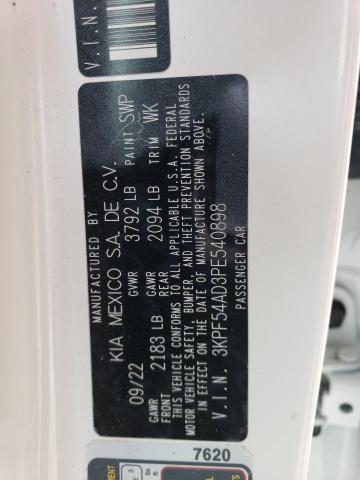 V.I.N.
MANUFACTURED BY
KIA MEXICO S.A. DE C.V.
09/22 GVWR 3792 LB PAINT SWP
GAWR FRONT 2183 LB GAWR REAR 2094 LB TRIM WK
THIS VEHICLE CONFORMS TO ALL APPLICABLE U.S.A. FEDERAL
MOTOR VEHICLE SAFETY, BUMPER, AND THEFT PREVENTION STANDARDS
IN EFFECT ON THE DATE OF MANUFACTURE SHOWN ABOVE.
V.I.N. 3KPF54AD3PE540898
PASSENGER CAR
7620